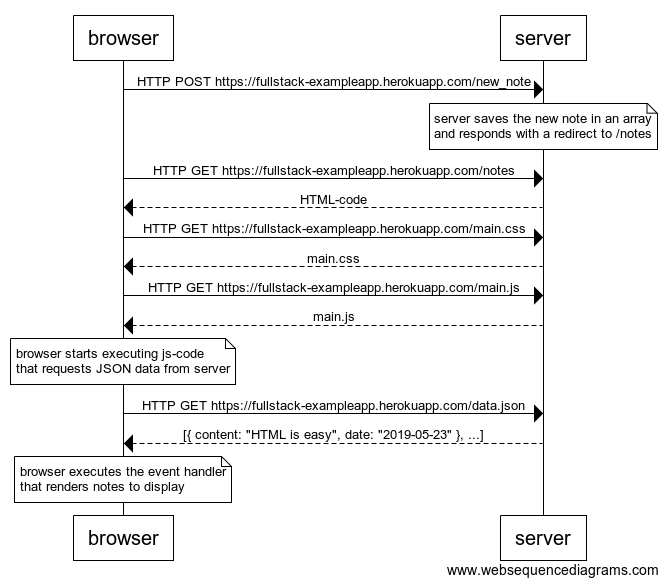 browser
server
HTTP POST https://fullstack-exampleapp.herokuapp.com/new_note
server saves the new note in an array
and responds with a redirect to /notes
HTTP GET https://fullstack-exampleapp.herokuapp.com/notes
HTML-code
HTTP GET https://fullstack-exampleapp.herokuapp.com/main.css
main.css
HTTP GET https://fullstack-exampleapp.herokuapp.com/main.js
main.js
browser starts executing js-code
that requests JSON data from server
HTTP GET https://fullstack-exampleapp.herokuapp.com/data.json
[{ content: "HTML is easy", date: "2019-05-23" }, ...]
browser executes the event handler
that renders notes to display
browser
server
www.websequencediagrams.com